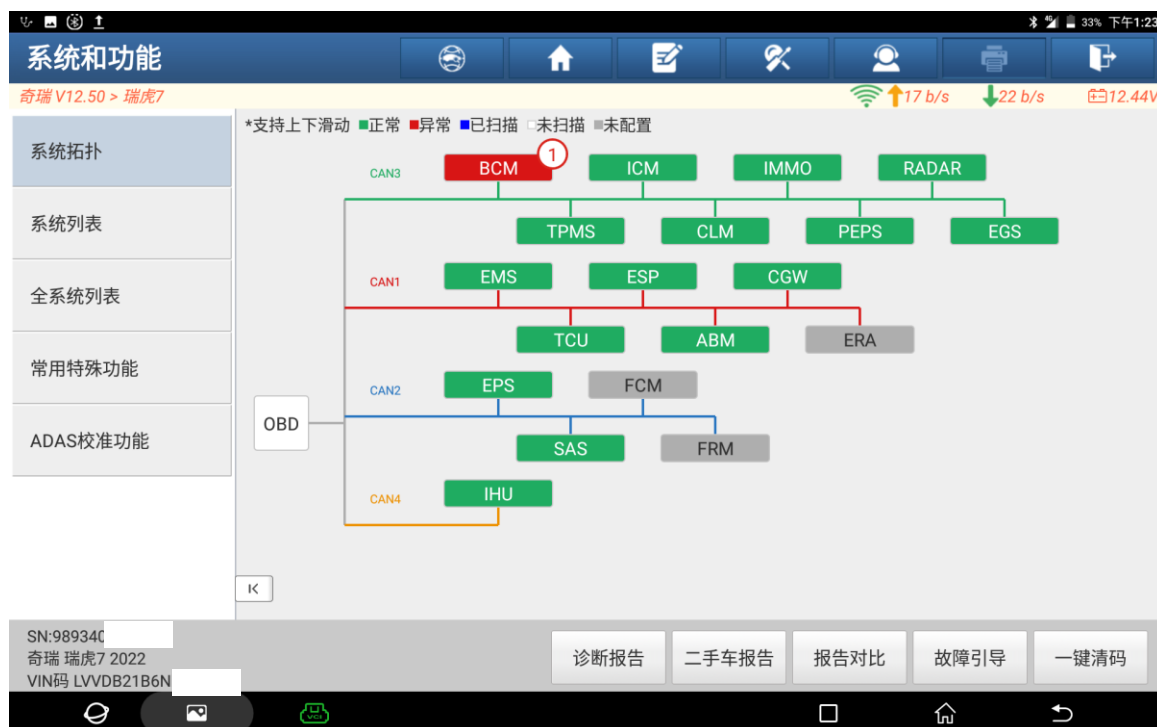 33% 下午1:23
系统和功能
奇瑞 V12.50 > 瑞虎7
17 b/s 22 b/s 12.44V
系统拓扑
系统列表
全系统列表
常用特殊功能
ADAS校准功能
*支持上下滑动 正常 异常 已扫描 未扫描 未配置
CAN3 BCM 1 ICM IMMO RADAR
TPMS CLM PEPS EGS
CAN1 EMS ESP CGW
TCU ABM ERA
CAN2 EPS FCM
OBD
SAS FRM
CAN4 IHU
SN:989340
奇瑞 瑞虎7 2022
VIN码 LVVDB21B6N
诊断报告 二手车报告 报告对比 故障引导 一键清码
VCI